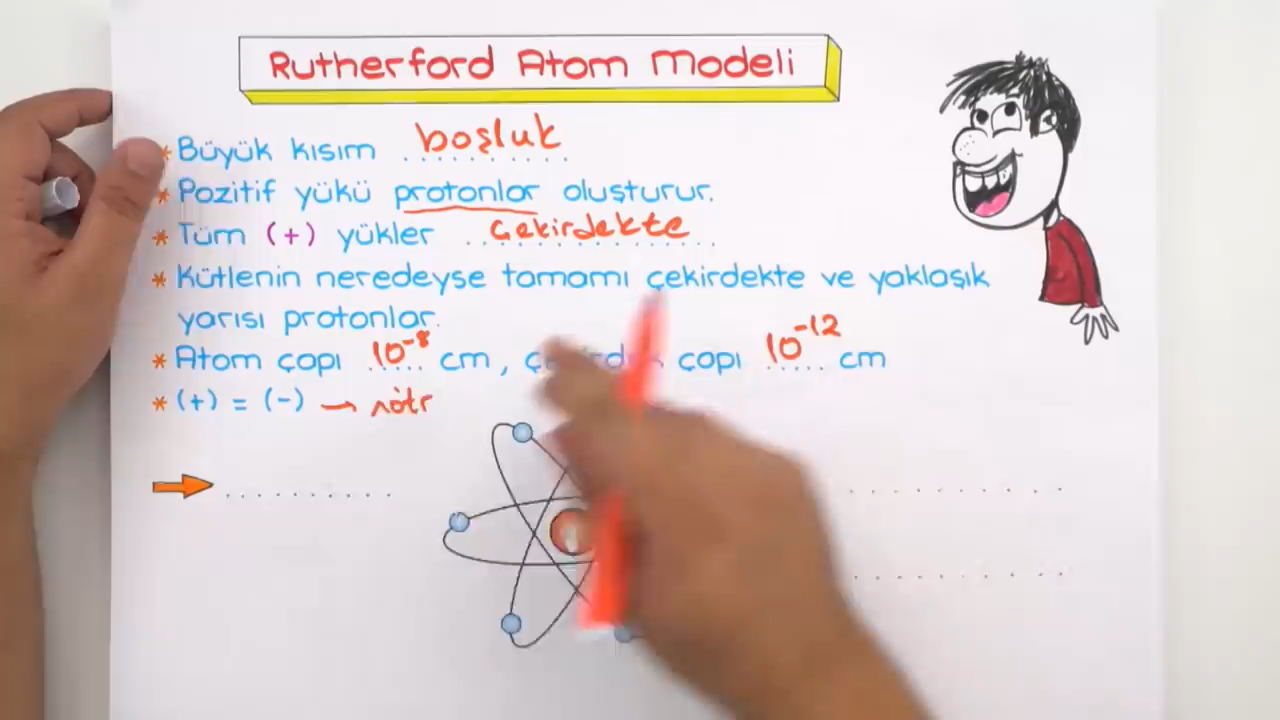 Rutherford Atom Modeli
* Büyük kısım boşluk
* Pozitif yükü protonlar oluşturur.
* Tüm (+) yükler çekirdekte
* Kütlenin neredeyse tamamı çekirdekte ve yaklaşık
yarısı protonlar.
* Atom çapı 10⁻⁸ cm, çapı 10⁻¹² cm
* (+) = (-) → nötr